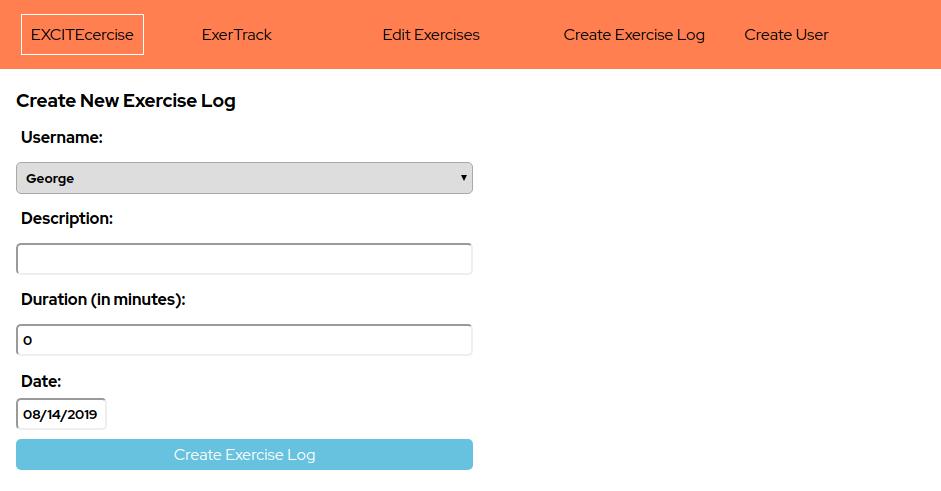 EXCITEcercise ExerTrack Edit Exercises Create Exercise Log Create User
Create New Exercise Log
Username:
George
Description:
Duration (in minutes):
0
Date:
08/14/2019
Create Exercise Log